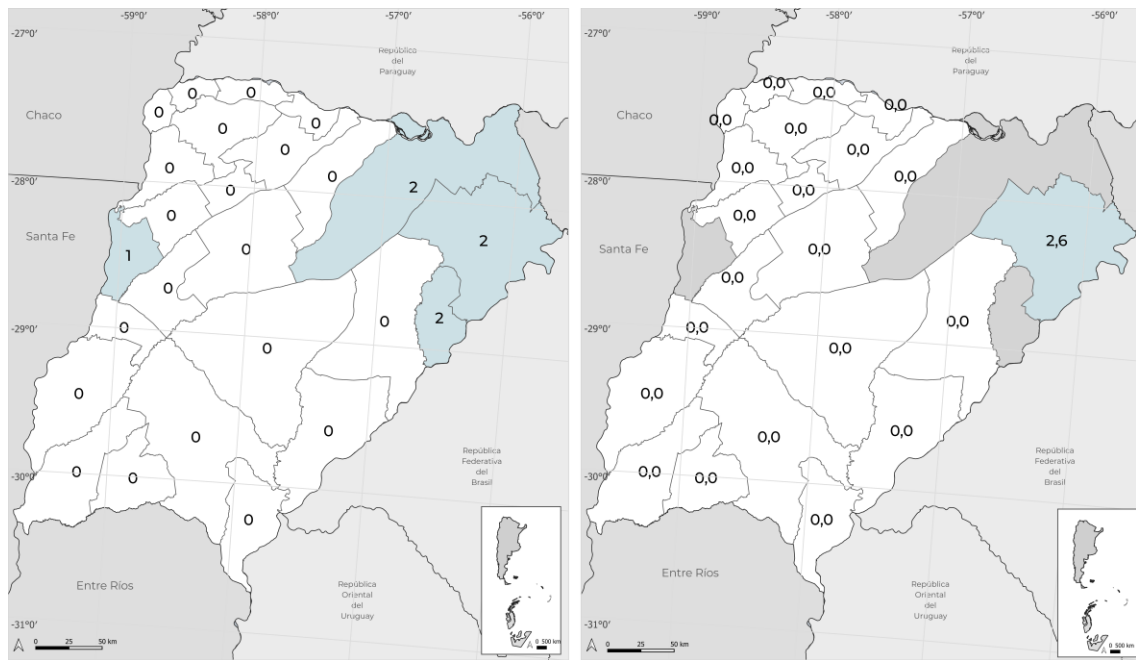 -59°0'
-58°0'
-57°0'
-56°0'
-27°0'
República
del
Paraguay
Chaco
0
0
0
0
0
0
0
0
0
2
-28°0'
0
0
2
Santa Fe
1
0
0
-29°0'
0
0
2
0
0
0
0
-30°0'
0
0
República
Federativa
del
Brasil
0
Entre Ríos
República
Oriental
del
Uruguay
-31°0'
0 25 50 km
0 500 km
-59°0'
-58°0'
-57°0'
-56°0'
-27°0'
República
del
Paraguay
0,0
0,0
0,0
Chaco
0,0
0,0
0,0
0,0
0,0
-28°0'
0,0
0,0
2,6
Santa Fe
0,0
0,0
-29°0'
0,0
0,0
0,0
0,0
0,0
0,0
-30°0'
0,0
0,0
República
Federativa
del
Brasil
0,0
Entre Ríos
República
Oriental
del
Uruguay
-31°0'
0 25 50 km
0 500 km